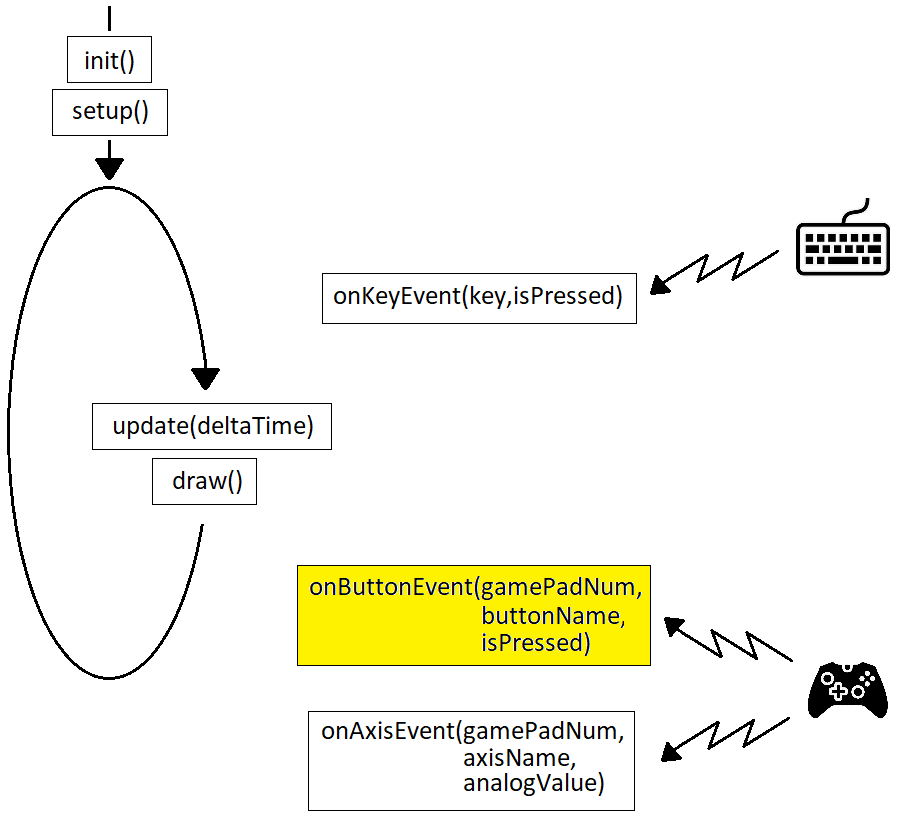 init()
setup()
onKeyEvent(key,isPressed)
update(deltaTime)
draw()
onButtonEvent(gamePadNum,
buttonName,
isPressed)
onAxisEvent(gamePadNum,
axisName,
analogValue)